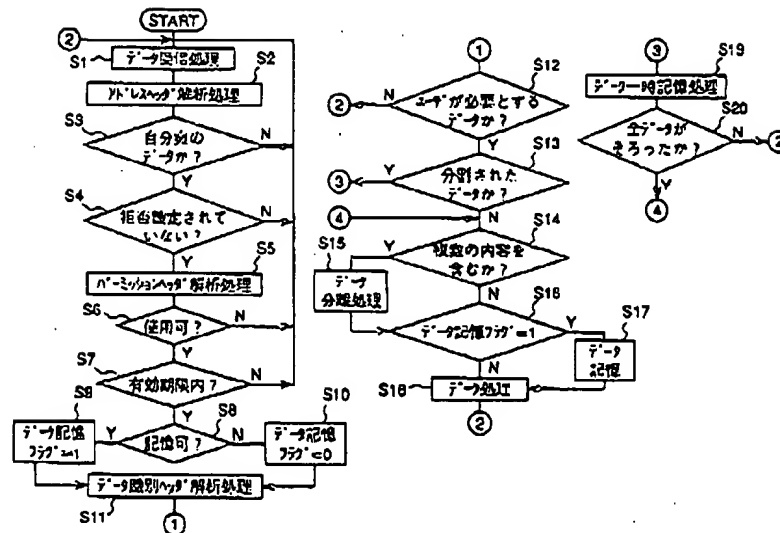 START
②
S1
データ受信処理
S2
アドレスヘッダ解析処理
S3
自分宛の
データか?
N
Y
S4
拒否設定されて
いない?
N
Y
S5
パーミッションヘッダ解析処理
S6
使用可?
N
Y
S7
有効期限内?
N
Y
S9
データ記憶
フラグ=1
Y
S8
記憶可?
N
S10
データ記憶
フラグ=0
データ識別ヘッダ解析処理
S11
①
①
S12
ユーザが必要とする
データか?
N
②
Y
S13
分割された
データか?
Y
③
④
N
S14
複数の内容を
含むか?
Y
S15
データ
分離処理
N
S16
データ記憶フラグ=1
Y
S17
データ
記憶
N
S18
データ処理
②
③
S19
データ一時記憶処理
S20
全データが
そろったか?
N
②
Y
④